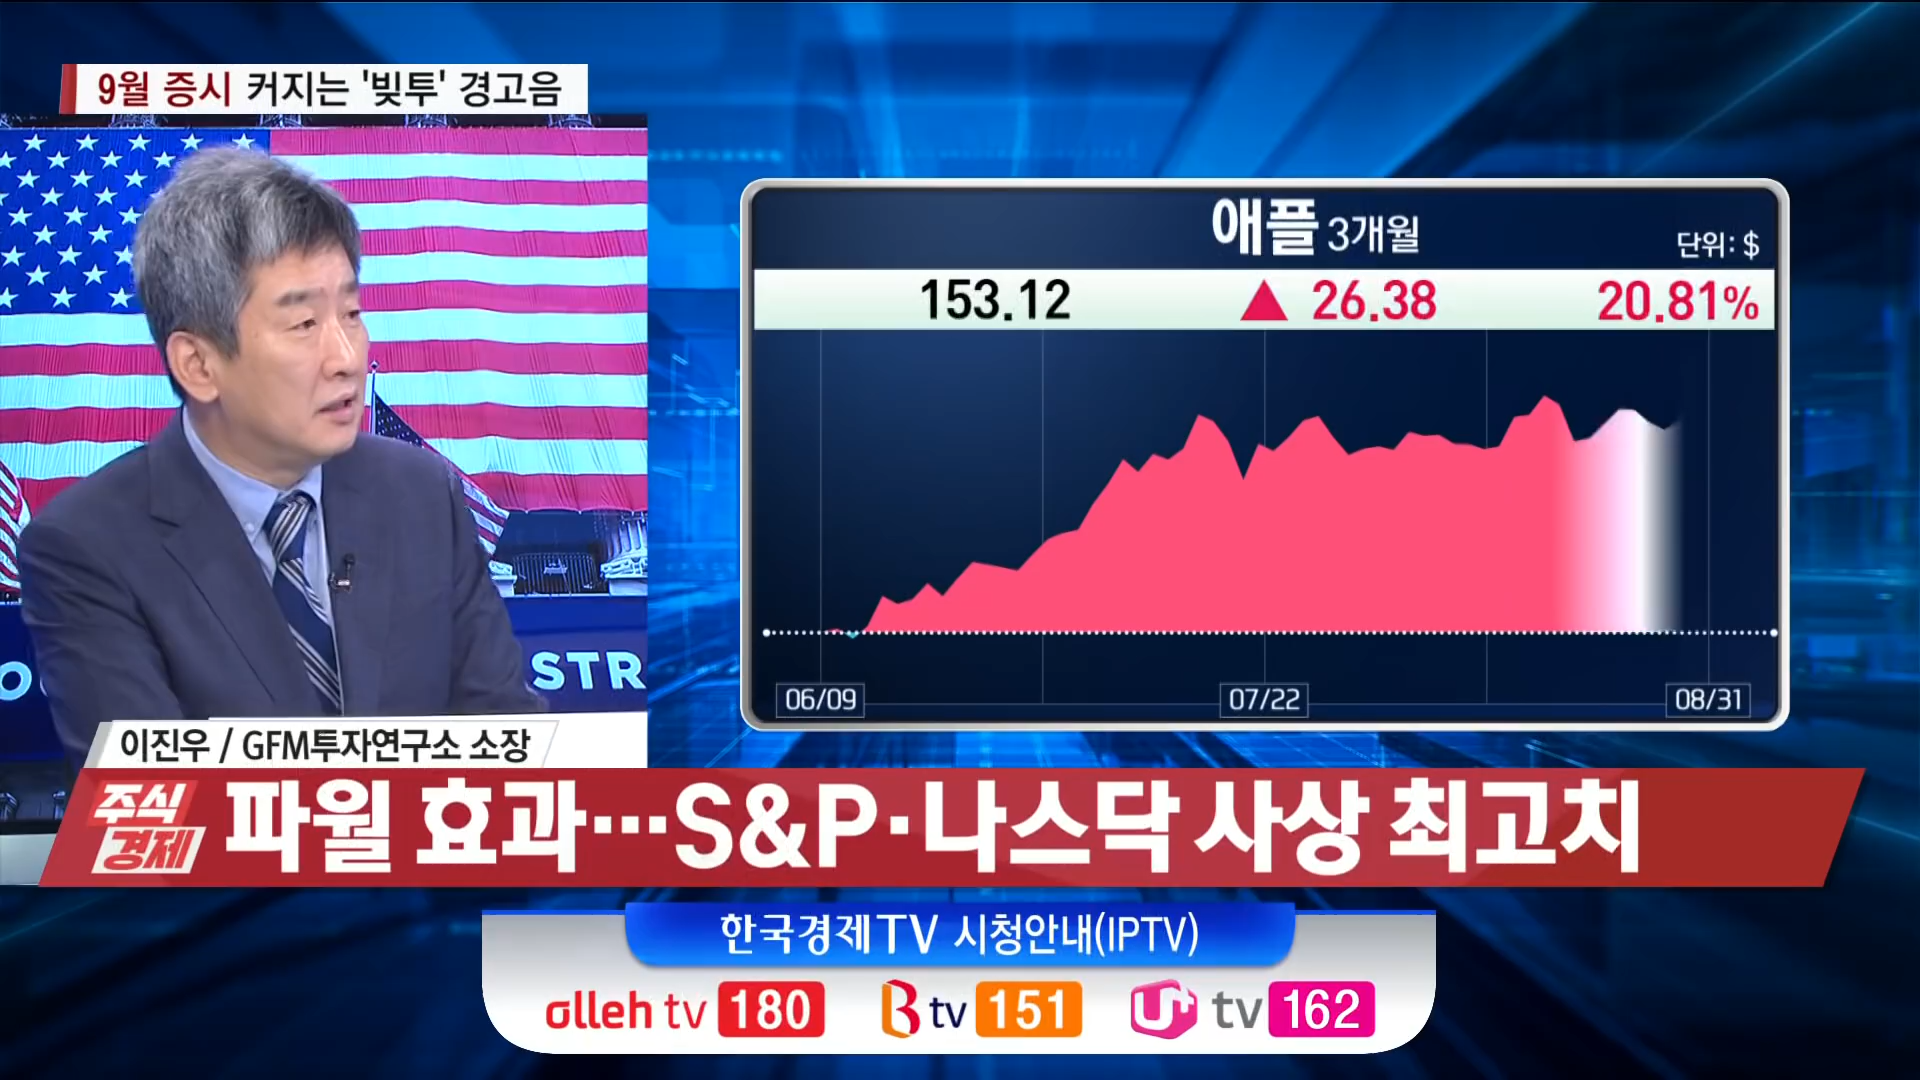 9월 증시 커지는 '빚투' 경고음
애플 3개월
단위: $
153.12 ▲ 26.38 20.81%
06/09 07/22 08/31
STR
이진우 / GFM투자연구소 소장
주식
경제
파월 효과…S&P·나스닥 사상 최고치
한국경제TV 시청안내(IPTV)
olleh tv 180 B tv 151 U+ tv 162